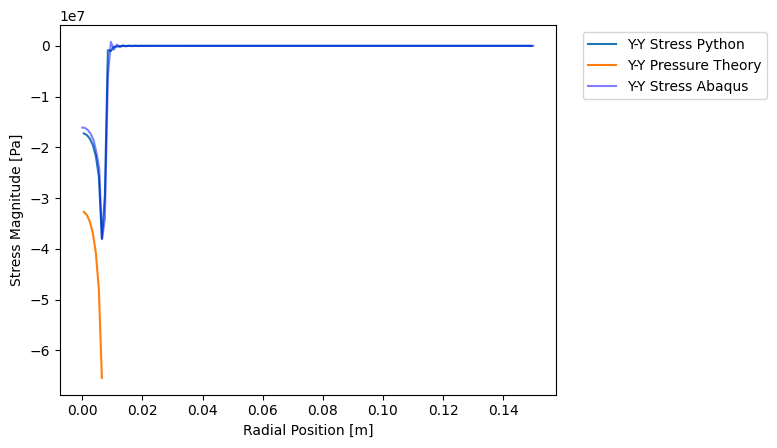 1e7
0
−1
−2
−3
−4
−5
−6
Stress Magnitude [Pa]
0.00 0.02 0.04 0.06 0.08 0.10 0.12 0.14
Radial Position [m]
Y-Y Stress Python
Y-Y Pressure Theory
Y-Y Stress Abaqus